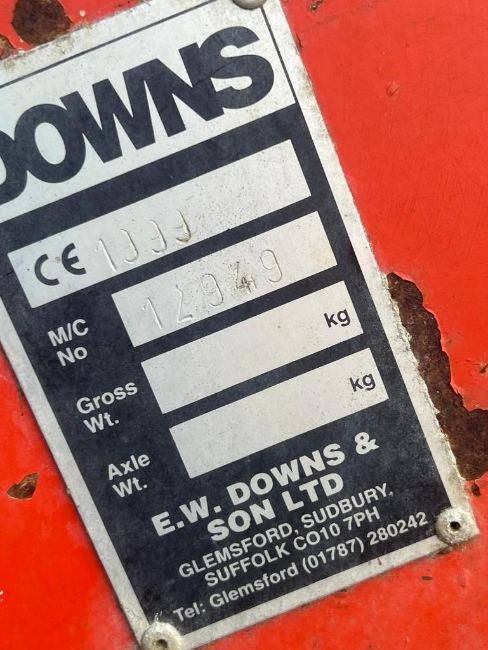 DOWNS
CE 1999
M/C No 12949
Gross Wt. kg
Axle Wt. kg
E.W. DOWNS &
SON LTD
GLEMSFORD, SUDBURY,
SUFFOLK CO10 7PH
Tel: Glemsford (01787) 280242